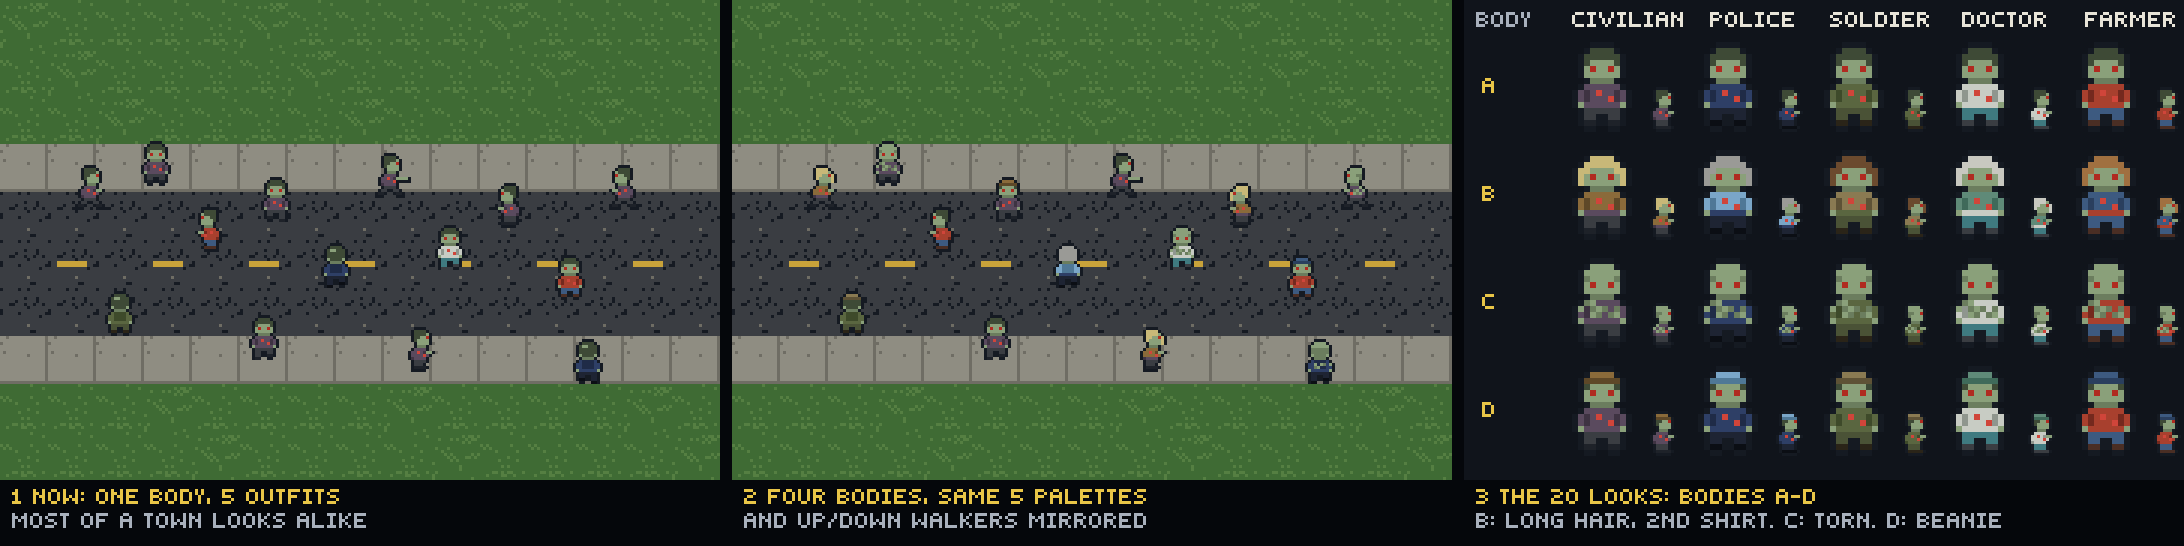 BODY CIVILIAN POLICE SOLDIER DOCTOR FARMER
A
B
C
D
1 NOW: ONE BODY, 5 OUTFITS
MOST OF A TOWN LOOKS ALIKE
2 FOUR BODIES, SAME 5 PALETTES
AND UP/DOWN WALKERS MIRRORED
3 THE 20 LOOKS: BODIES A-D
B: LONG HAIR, 2ND SHIRT. C: TORN. D: BEANIE